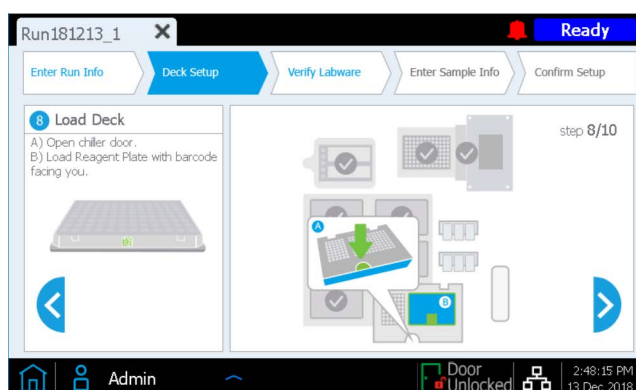 Run181213_1
Ready
Enter Run Info
Deck Setup
Verify Labware
Enter Sample Info
Confirm Setup
8 Load Deck
A) Open chiller door.
B) Load Reagent Plate with barcode
facing you.
step 8/10
A
B
Admin
Door
Unlocked
2:48:15 PM
13 Dec 2018